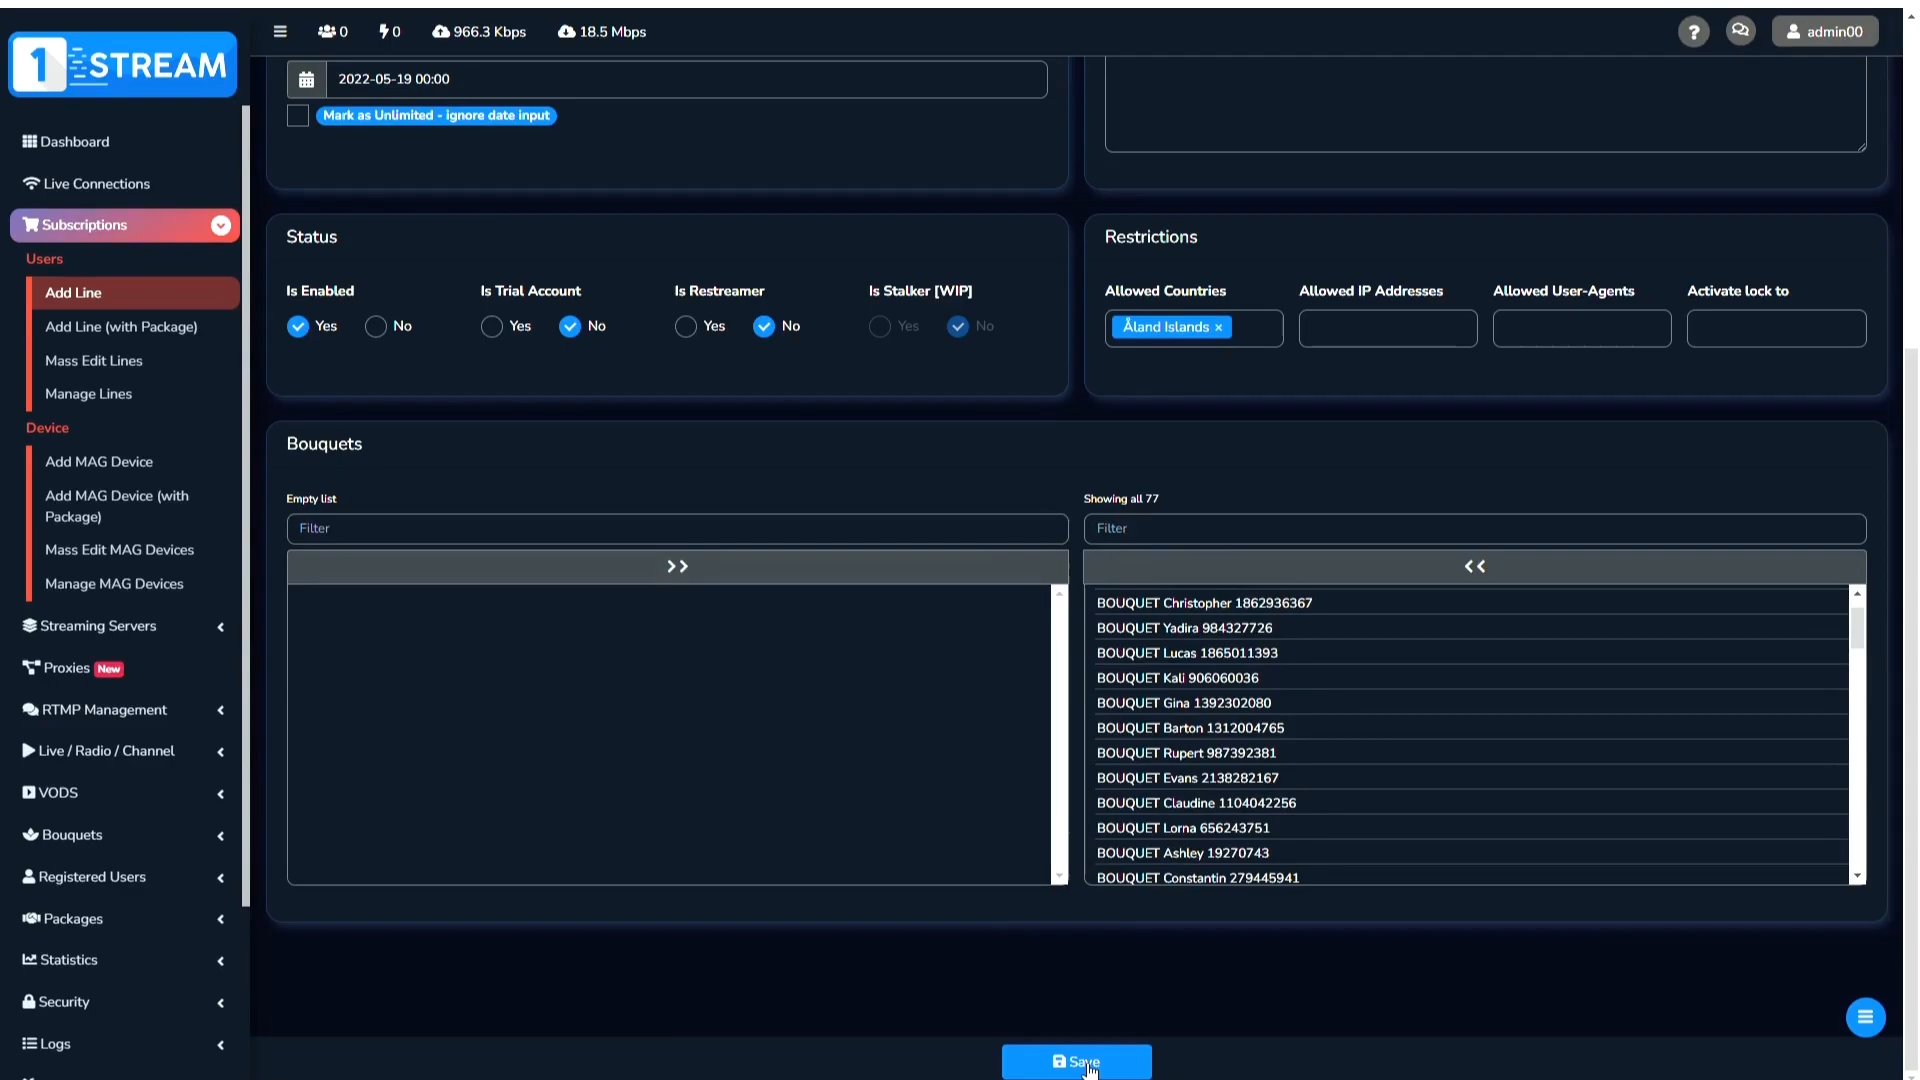 1 STREAM
0
0
966.3 Kbps
18.5 Mbps
?
admin00
Dashboard
Live Connections
Subscriptions
Users
Add Line
Add Line (with Package)
Mass Edit Lines
Manage Lines
Device
Add MAG Device
Add MAG Device (with
Package)
Mass Edit MAG Devices
Manage MAG Devices
Streaming Servers
Proxies New
RTMP Management
Live / Radio / Channel
VODS
Bouquets
Registered Users
Packages
Statistics
Security
Logs
2022-05-19 00:00
Mark as Unlimited - ignore date input
Status
Is Enabled
Is Trial Account
Is Restreamer
Is Stalker [WIP]
Yes
No
Yes
No
Yes
No
Yes
No
Restrictions
Allowed Countries
Allowed IP Addresses
Allowed User-Agents
Activate lock to
Åland Islands ×
Bouquets
Empty list
Filter
>>
Showing all 77
Filter
<<
BOUQUET Christopher 1862936367
BOUQUET Yadira 984327726
BOUQUET Lucas 1865011393
BOUQUET Kali 906060036
BOUQUET Gina 1392302080
BOUQUET Barton 1312004765
BOUQUET Rupert 987392381
BOUQUET Evans 2138282167
BOUQUET Claudine 1104042256
BOUQUET Lorna 656243751
BOUQUET Ashley 19270743
BOUQUET Constantin 279445941
Save